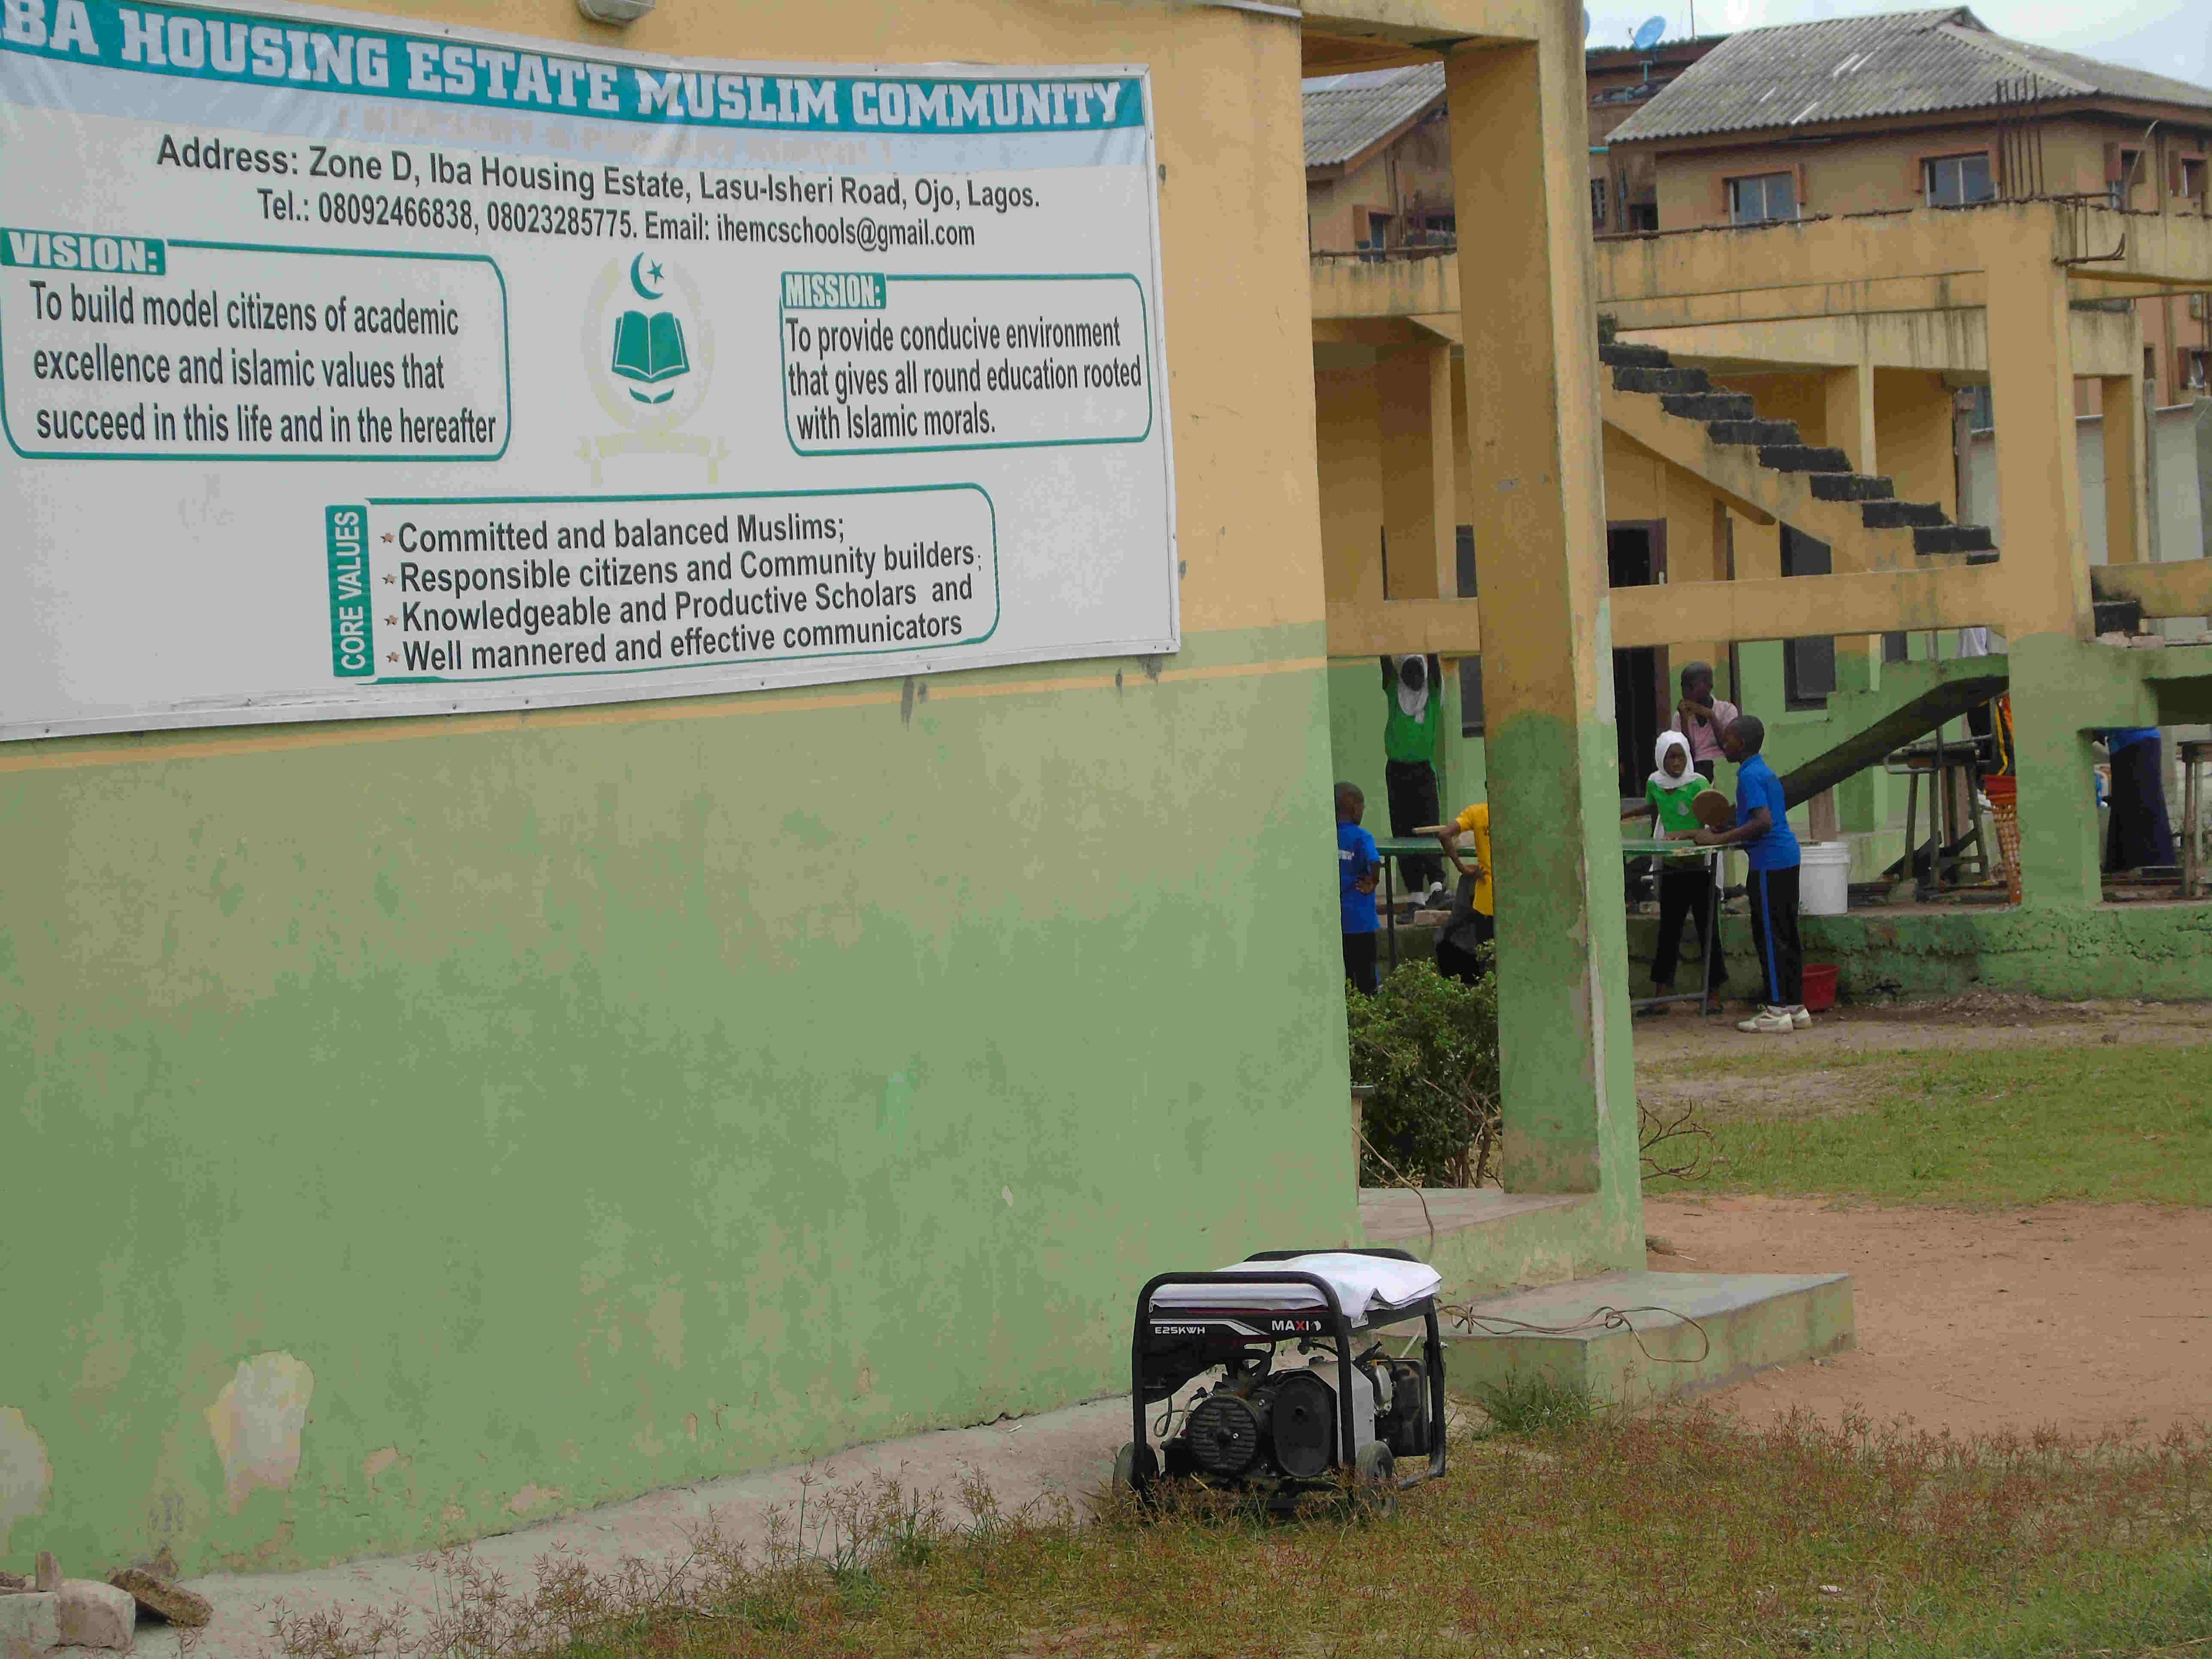 BA HOUSING ESTATE MUSLIM COMMUNITY
Address: Zone D, Iba Housing Estate, Lasu-Isheri Road, Ojo, Lagos.
Tel.: 08092466838, 08023285775. Email: ihemcschools@gmail.com
VISION:
To build model citizens of academic
excellence and islamic values that
succeed in this life and in the hereafter
MISSION:
To provide conducive environment
that gives all round education rooted
with Islamic morals.
CORE VALUES
Committed and balanced Muslims;
Responsible citizens and Community builders;
Knowledgeable and Productive Scholars and
Well mannered and effective communicators
E25KWH MAXI